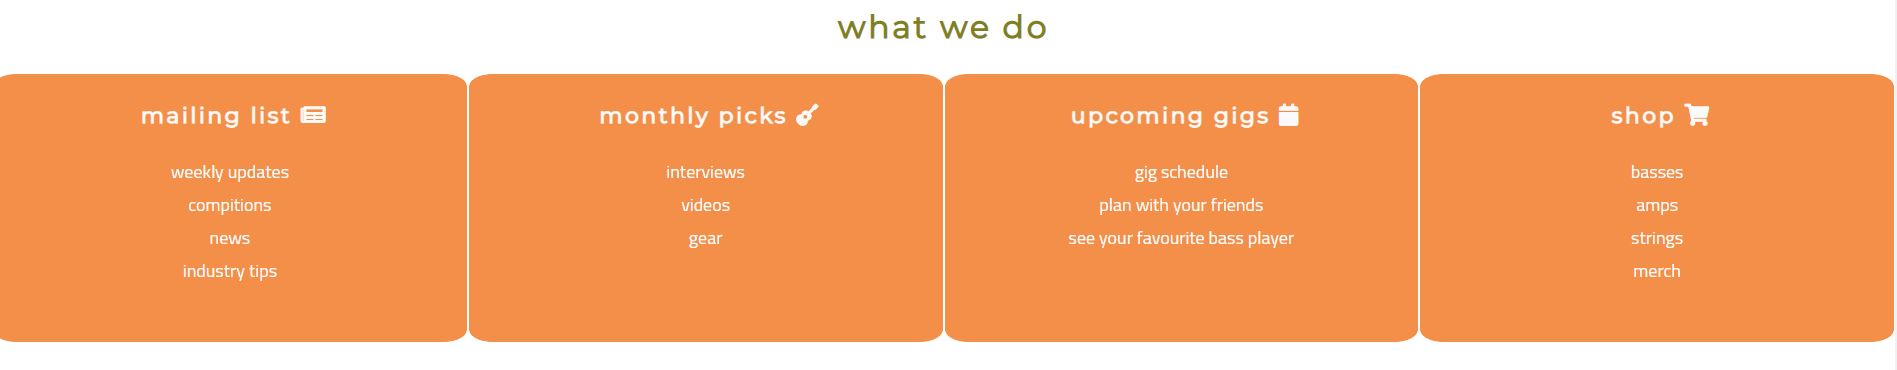 what we do
mailing list
weekly updates
compitions
news
industry tips
monthly picks
interviews
videos
gear
upcoming gigs
gig schedule
plan with your friends
see your favourite bass player
shop
basses
amps
strings
merch